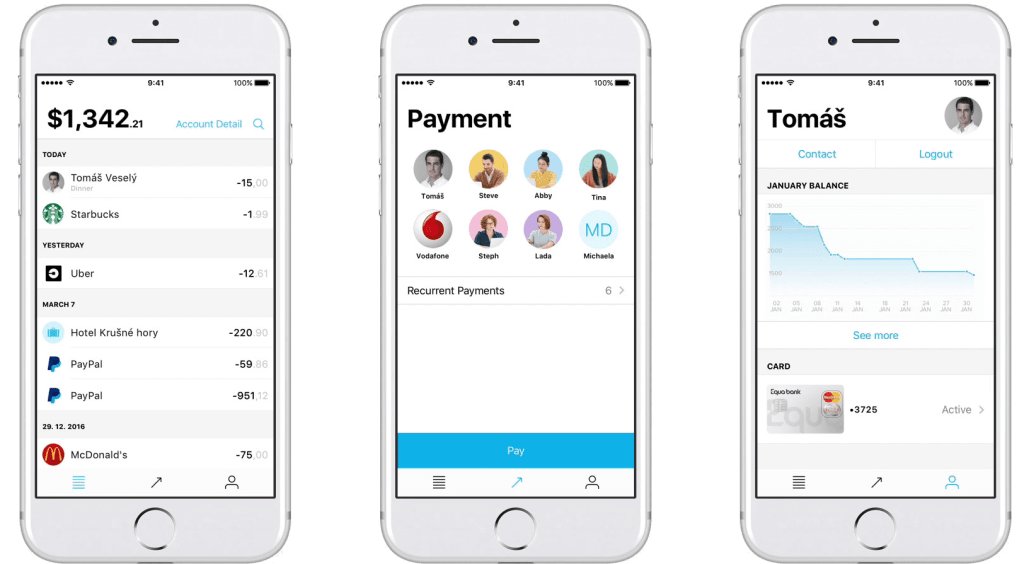 9:41
100%
$1,342.21
Account Detail
TODAY
Tomáš Veselý
Dinner
-15,00
Starbucks
-1.99
YESTERDAY
Uber
-12.61
MARCH 7
Hotel Krušné hory
-220.90
PayPal
-59.86
PayPal
-951,12
29. 12. 2016
McDonald's
-75,00
9:41
100%
Payment
Tomáš
Steve
Abby
Tina
Vodafone
Steph
Lada
MD
Michaela
Recurrent Payments
6
Pay
9:41
100%
Tomáš
Contact
Logout
JANUARY BALANCE
3000
2500
2000
1500
02 05 08 11 14 18 21 24 27 30
JAN JAN JAN JAN JAN JAN JAN JAN JAN JAN
See more
CARD
Equa bank
MasterCard
Equa
•3725
Active